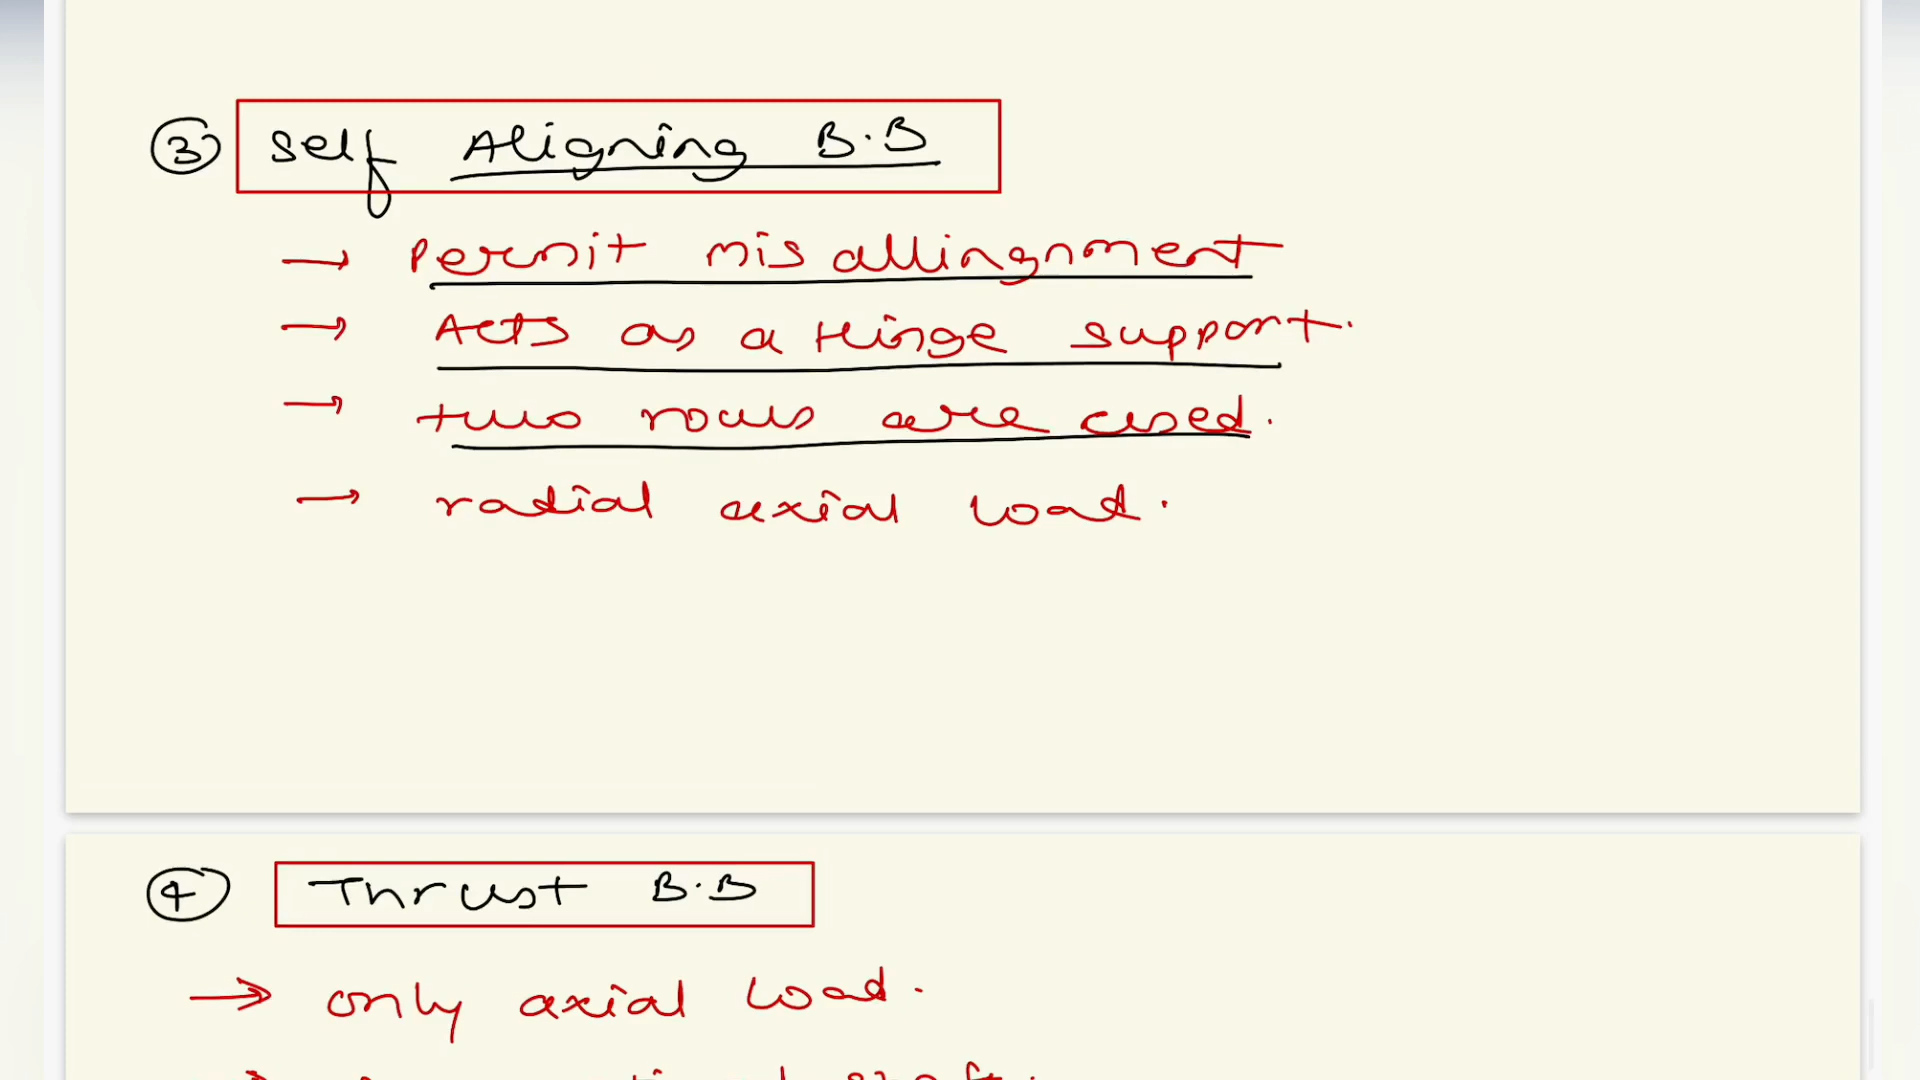 ③ Self Aligning B.B
→ Permit mis allingnment
→ Acts as a Hinge support.
→ two rows are used.
→ radial axial load.
④ Thrust B.B
→ only axial load.